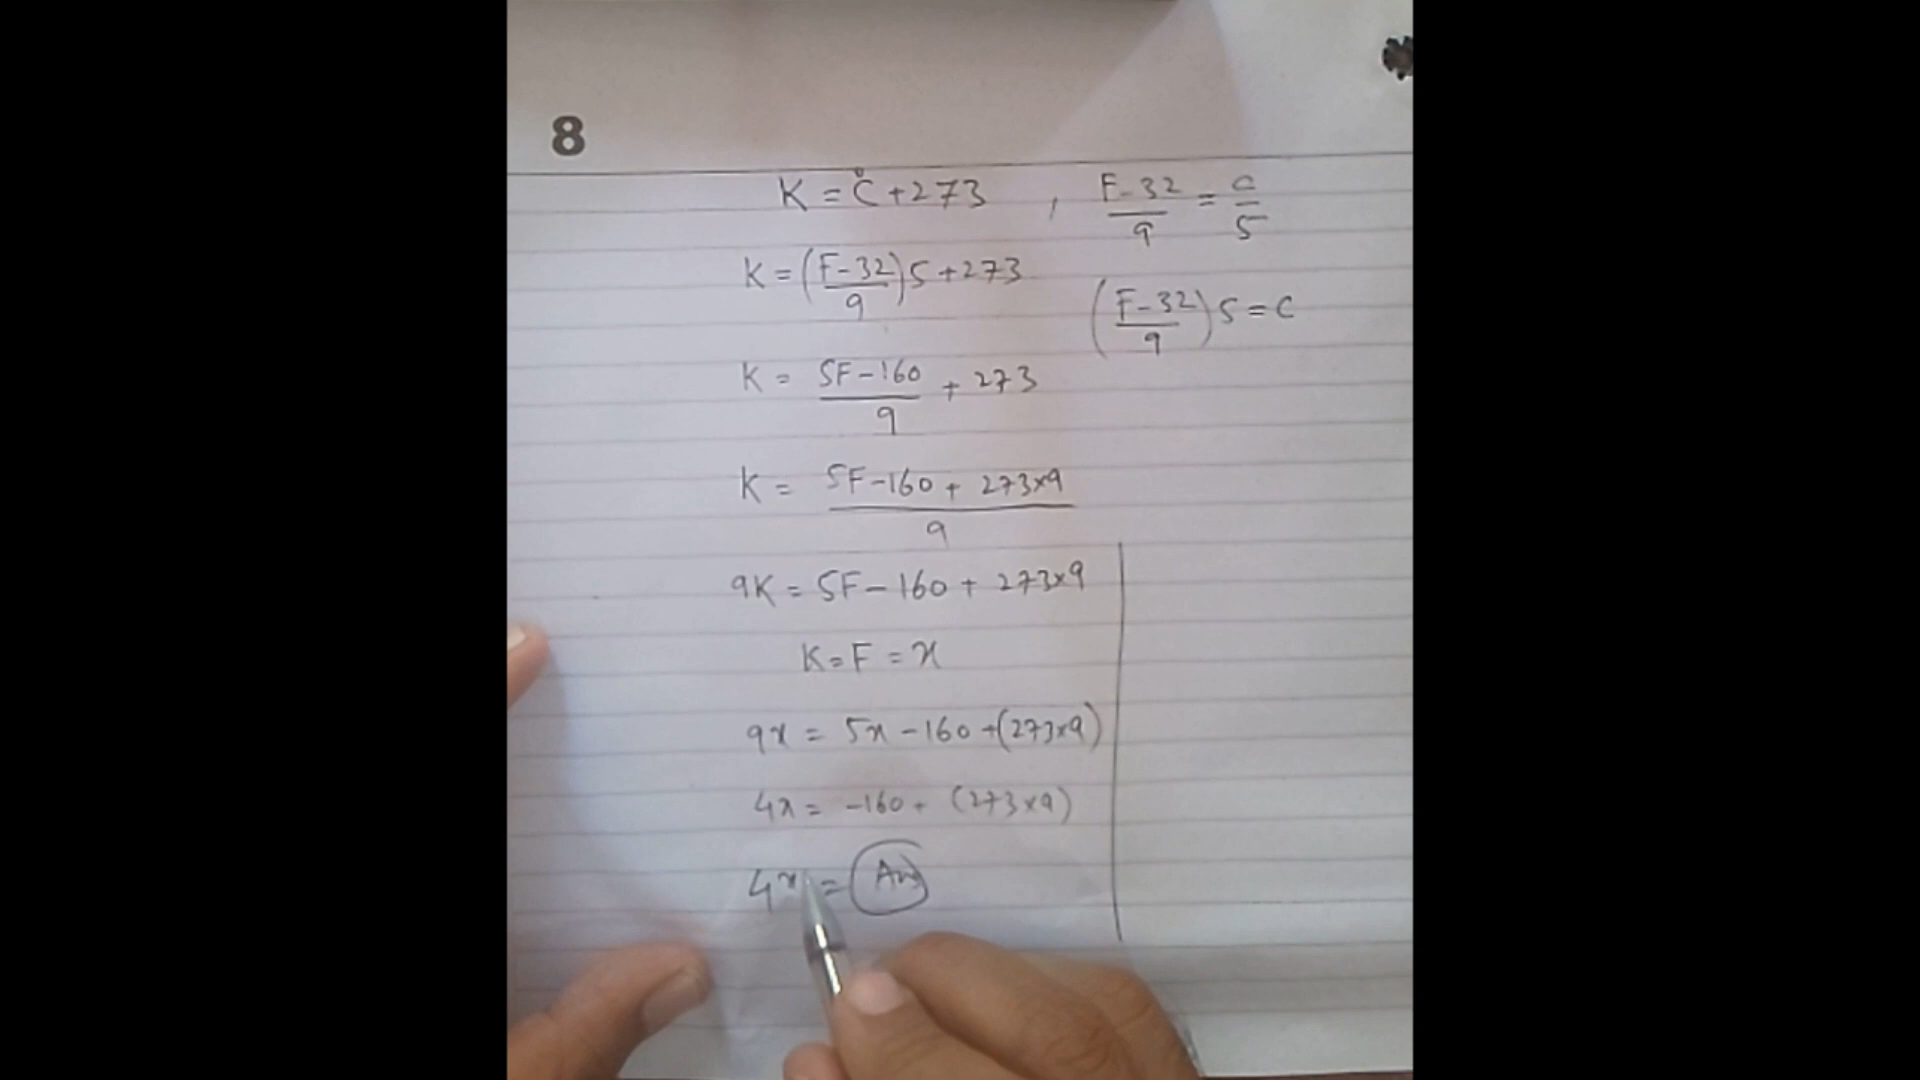 8
K = °C + 273 , (F - 32)/9 = C/5
K = ((F - 32)/9) 5 + 273
((F - 32)/9) 5 = C
K = (5F - 160)/9 + 273
K = (5F - 160 + 273×9)/9
9K = 5F - 160 + 273×9
K = F = x
9x = 5x - 160 + (273×9)
4x = -160 + (273×9)
4x = Ans